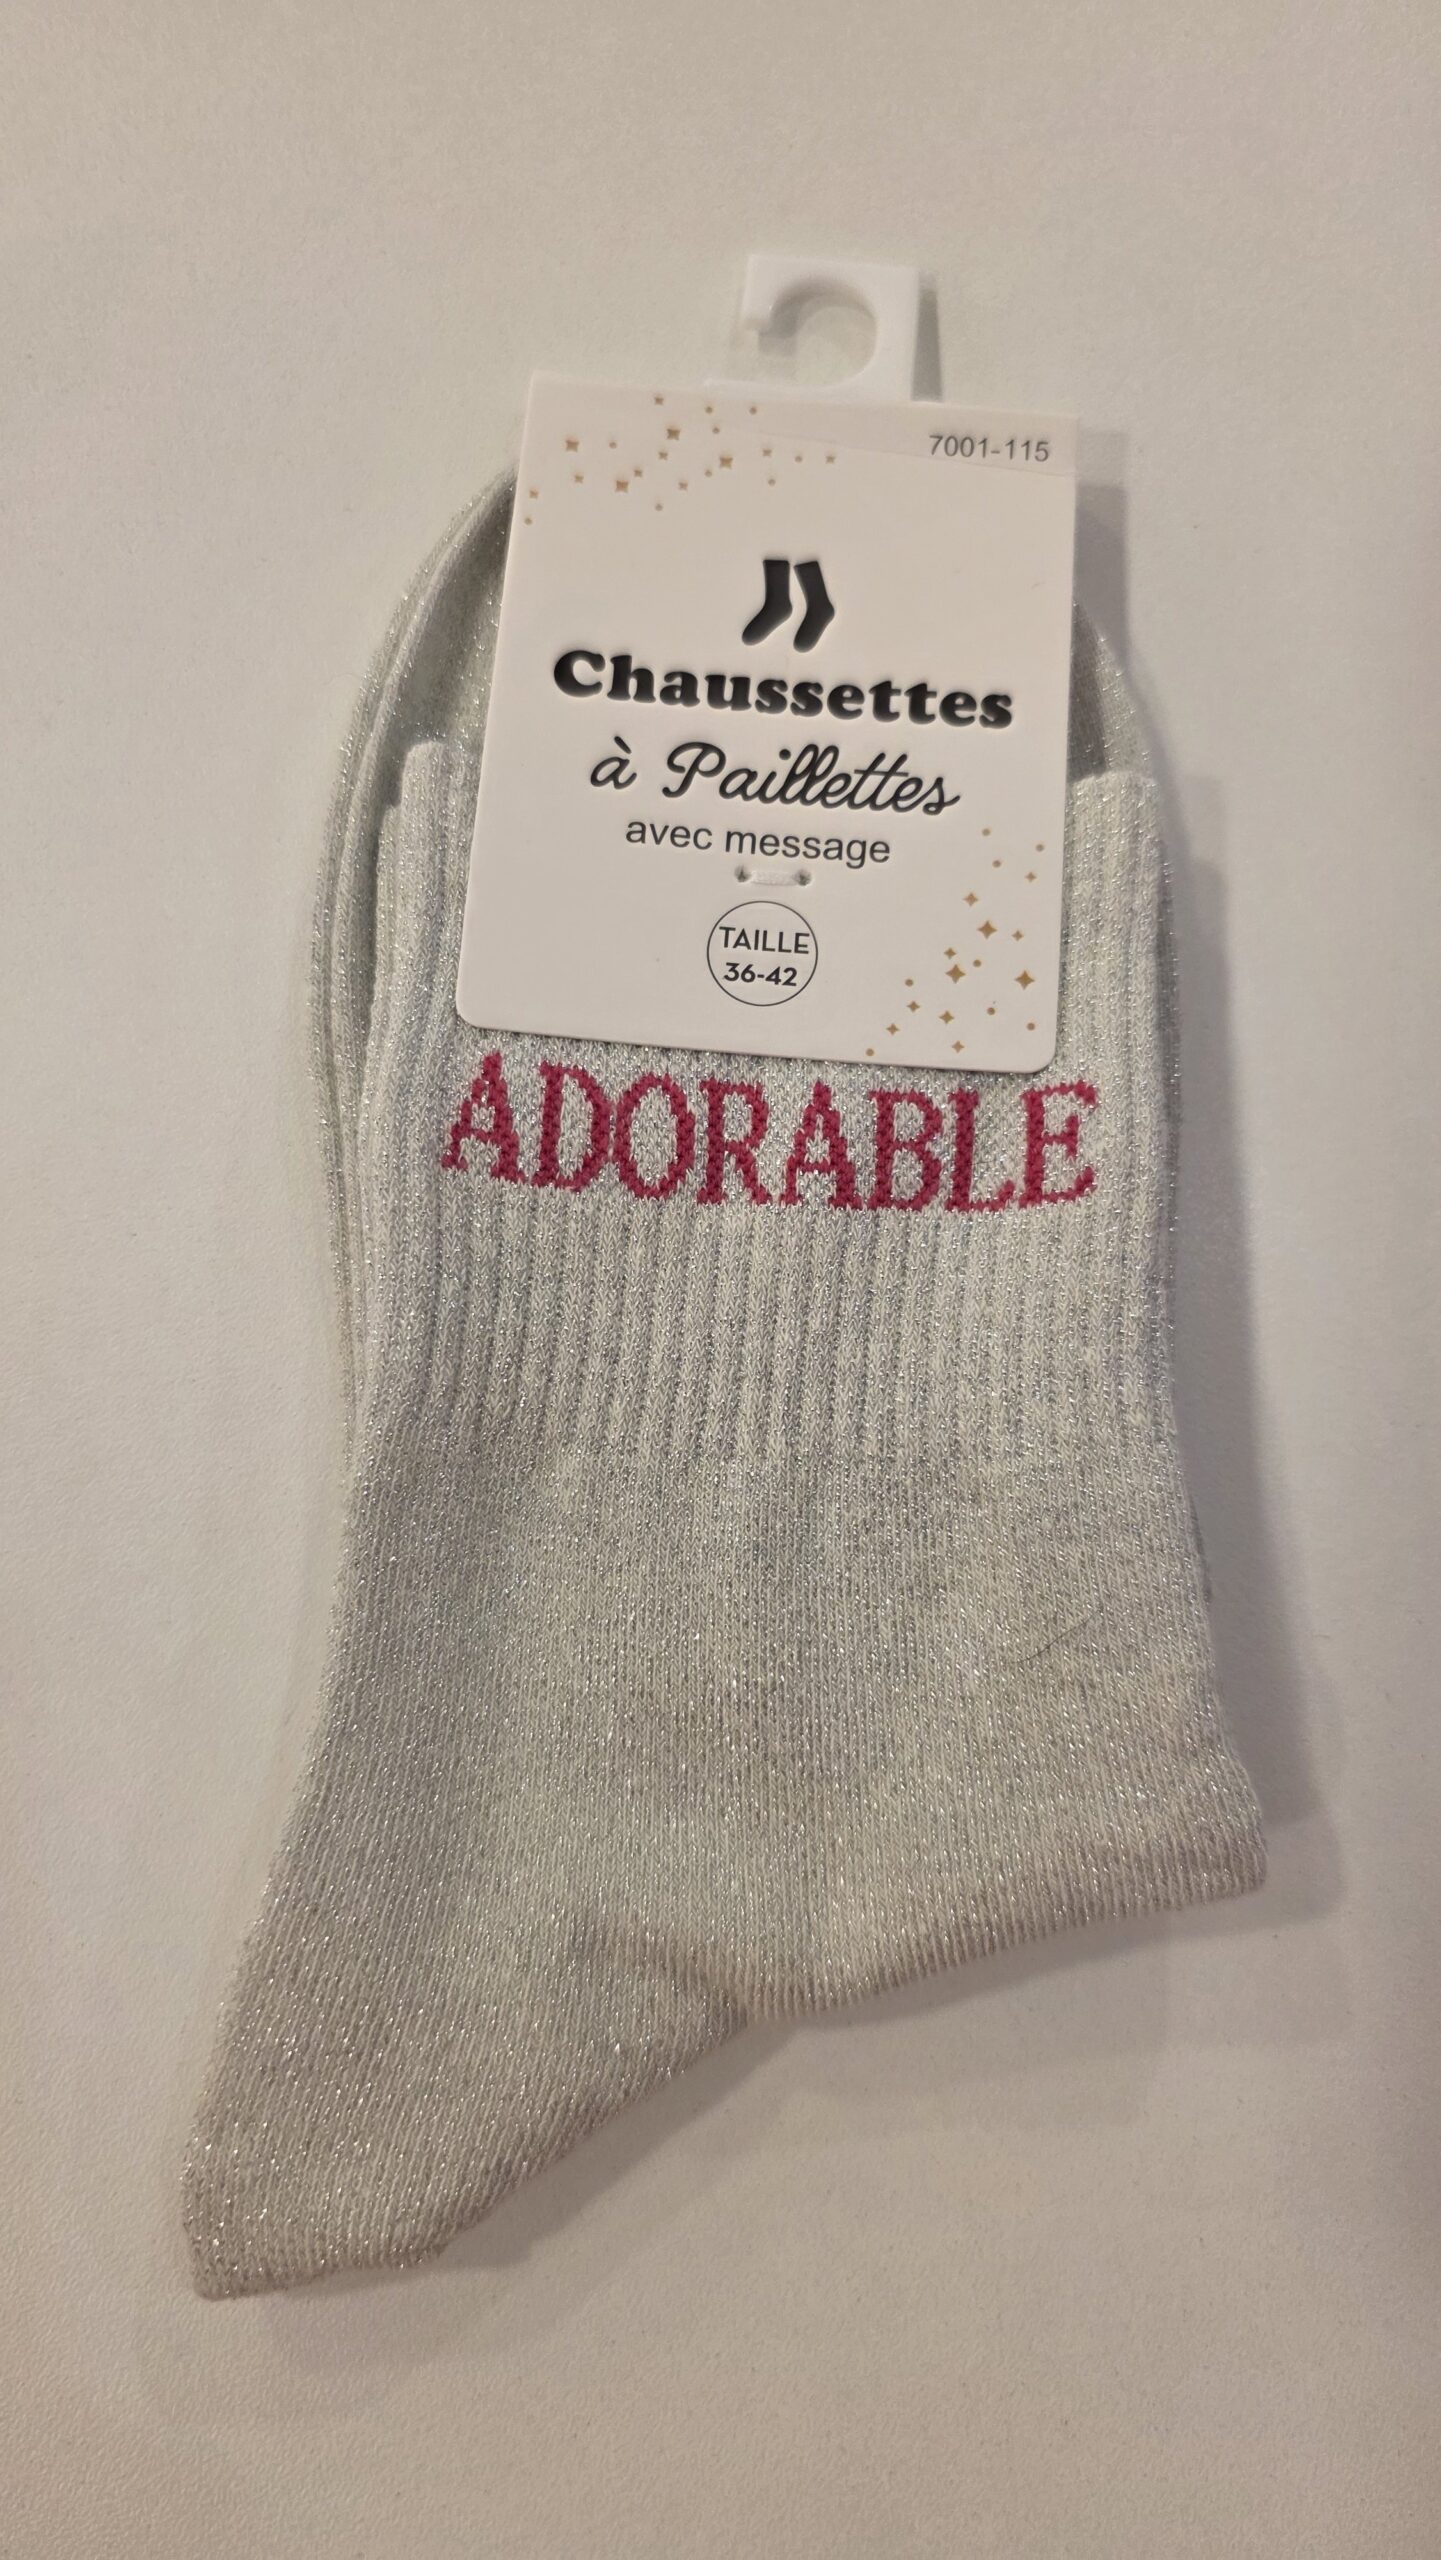 7001-115
Chaussettes
à Paillettes
avec message
TAILLE
36-42
ADORABLE